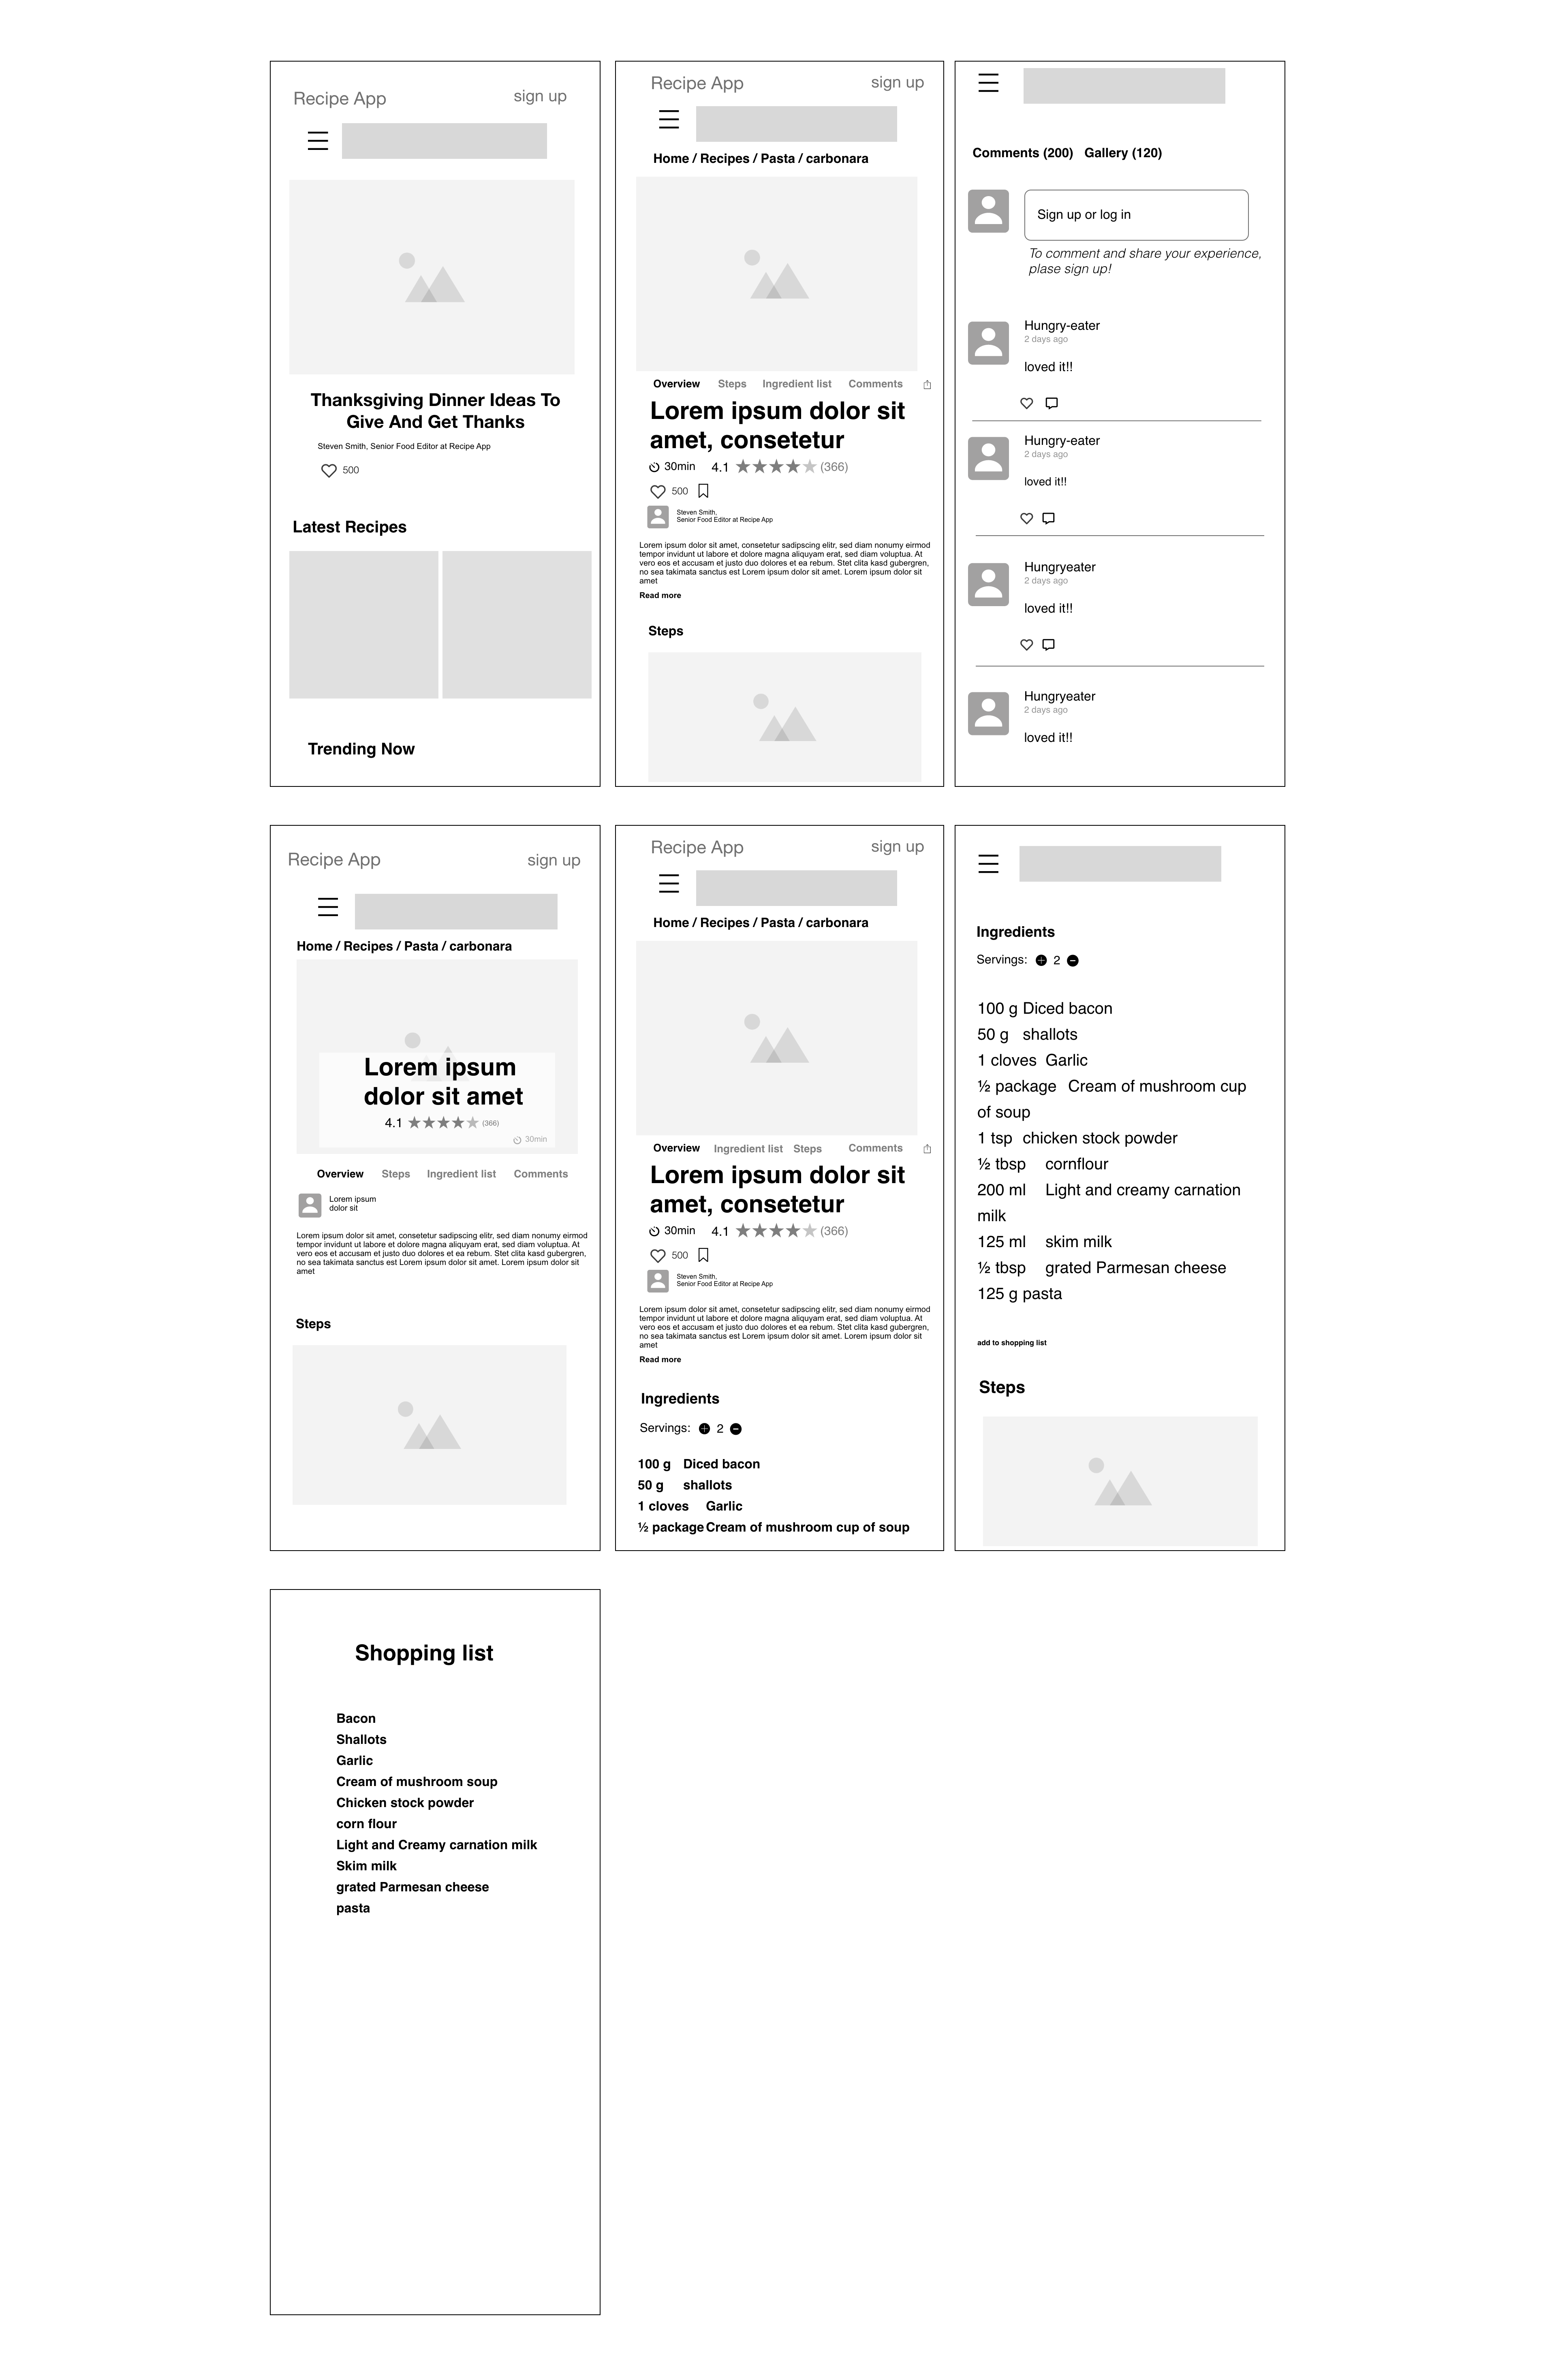 Recipe App
sign up
Thanksgiving Dinner Ideas To
Give And Get Thanks
Steven Smith, Senior Food Editor at Recipe App
500
Latest Recipes
Trending Now
Recipe App
sign up
Home / Recipes / Pasta / carbonara
Overview Steps Ingredient list Comments
Lorem ipsum dolor sit
amet, consetetur
30min 4.1 (366)
500
Steven Smith,
Senior Food Editor at Recipe App
Lorem ipsum dolor sit amet, consetetur sadipscing elitr, sed diam nonumy eirmod
tempor invidunt ut labore et dolore magna aliquyam erat, sed diam voluptua. At
vero eos et accusam et justo duo dolores et ea rebum. Stet clita kasd gubergren,
no sea takimata sanctus est Lorem ipsum dolor sit amet. Lorem ipsum dolor sit
amet
Read more
Steps
Comments (200) Gallery (120)
Sign up or log in
To comment and share your experience,
plase sign up!
Hungry-eater
2 days ago
loved it!!
Hungry-eater
2 days ago
loved it!!
Hungryeater
2 days ago
loved it!!
Hungryeater
2 days ago
loved it!!
Recipe App
sign up
Home / Recipes / Pasta / carbonara
Lorem ipsum
dolor sit amet
4.1 (366)
30min
Overview Steps Ingredient list Comments
Lorem ipsum
dolor sit
Lorem ipsum dolor sit amet, consetetur sadipscing elitr, sed diam nonumy eirmod
tempor invidunt ut labore et dolore magna aliquyam erat, sed diam voluptua. At
vero eos et accusam et justo duo dolores et ea rebum. Stet clita kasd gubergren,
no sea takimata sanctus est Lorem ipsum dolor sit amet. Lorem ipsum dolor sit
amet
Steps
Recipe App
sign up
Home / Recipes / Pasta / carbonara
Overview Ingredient list Steps Comments
Lorem ipsum dolor sit
amet, consetetur
30min 4.1 (366)
500
Steven Smith,
Senior Food Editor at Recipe App
Lorem ipsum dolor sit amet, consetetur sadipscing elitr, sed diam nonumy eirmod
tempor invidunt ut labore et dolore magna aliquyam erat, sed diam voluptua. At
vero eos et accusam et justo duo dolores et ea rebum. Stet clita kasd gubergren,
no sea takimata sanctus est Lorem ipsum dolor sit amet. Lorem ipsum dolor sit
amet
Read more
Ingredients
Servings: 2
100 g Diced bacon
50 g shallots
1 cloves Garlic
½ package Cream of mushroom cup of soup
Ingredients
Servings: 2
100 g Diced bacon
50 g shallots
1 cloves Garlic
½ package Cream of mushroom cup
of soup
1 tsp chicken stock powder
½ tbsp cornflour
200 ml Light and creamy carnation
milk
125 ml skim milk
½ tbsp grated Parmesan cheese
125 g pasta
add to shopping list
Steps
Shopping list
Bacon
Shallots
Garlic
Cream of mushroom soup
Chicken stock powder
corn flour
Light and Creamy carnation milk
Skim milk
grated Parmesan cheese
pasta